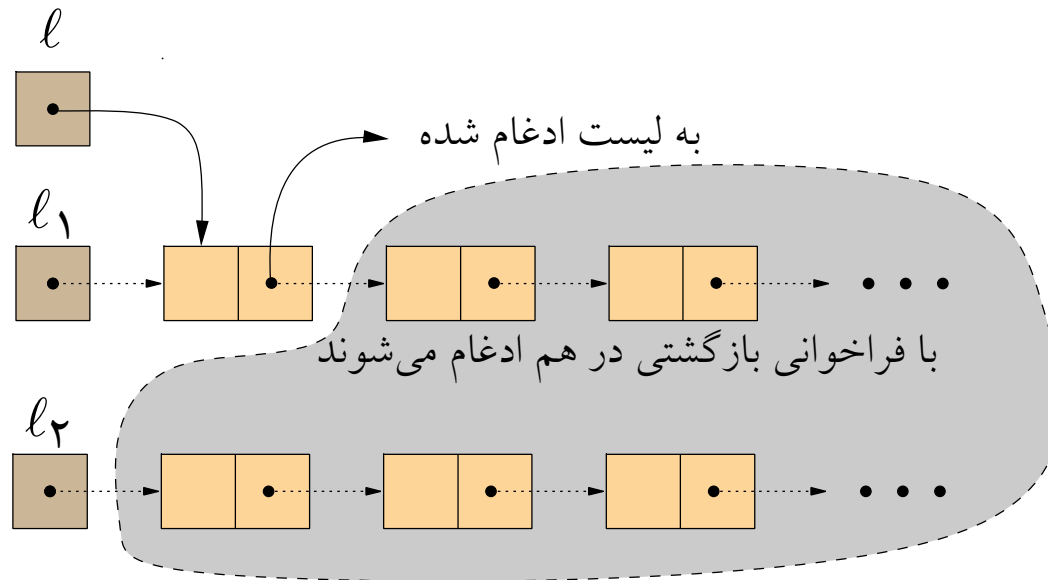 ℓ
به لیست ادغام شده
ℓ۱
با فراخوانی بازگشتی در هم ادغام می‌شوند
ℓ۲